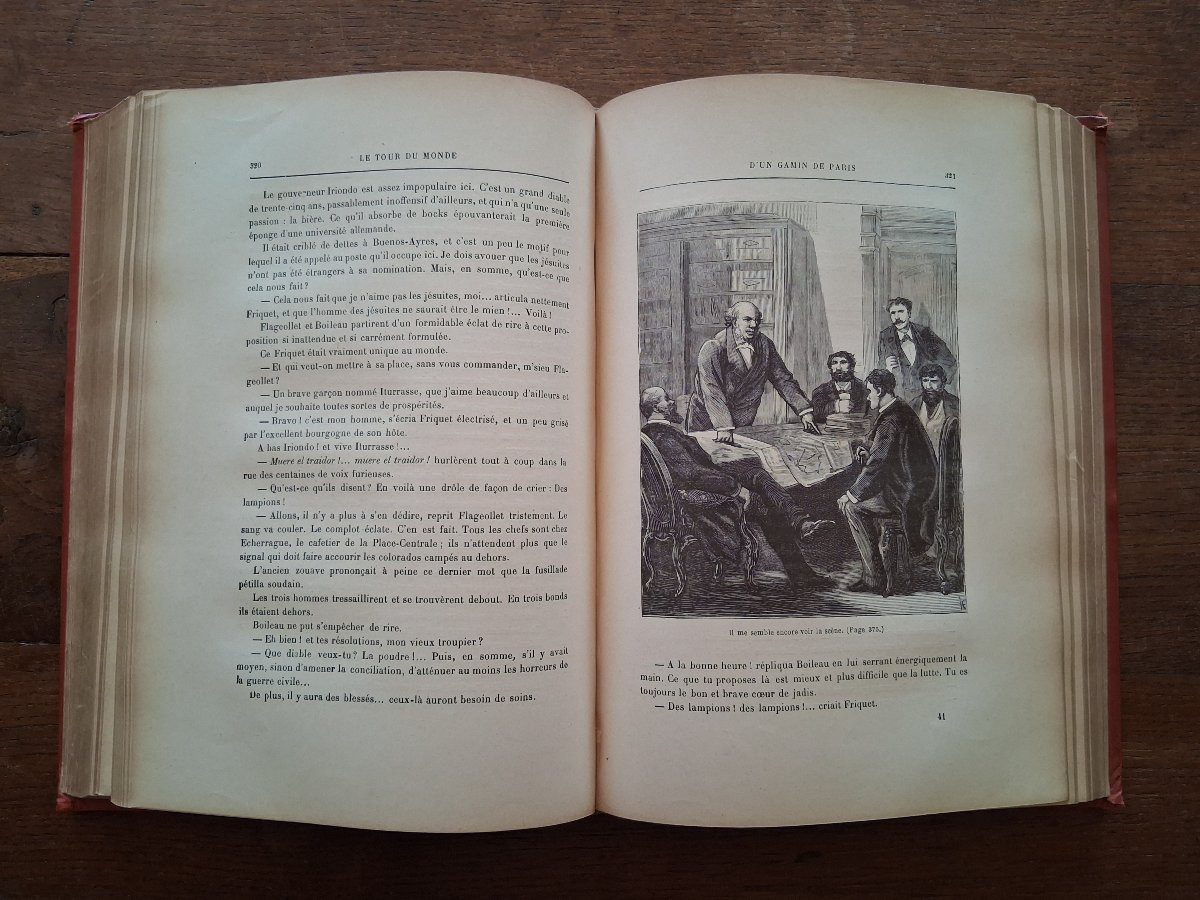 320
LE TOUR DU MONDE
Le gouverneur Iriondo est assez impopulaire ici. C'est un grand diable
de trente-cinq ans, passablement inoffensif d'ailleurs, et qui n'a qu'une seule
passion : la bière. Ce qu'il absorbe de bocks épouvanterait la première
éponge d'une université allemande.
Il était criblé de dettes à Buenos-Ayres, et c'est un peu le motif pour
lequel il a été appelé au poste qu'il occupe ici. Je dois avouer que les jésuites
n'ont pas été étrangers à sa nomination. Mais, en somme, qu'est-ce que
cela nous fait?
— Cela nous fait que je n'aime pas les jésuites, moi... articula nettement
Friquet, et que l'homme des jésuites ne saurait être le mien!... Voilà!
Flageollet et Boileau partirent d'un formidable éclat de rire à cette pro-
position si inattendue et si carrément formulée.
Ce Friquet était vraiment unique au monde.
— Et qui veut-on mettre à sa place, sans vous commander, m'sieu Fla-
geollet?
— Un brave garçon nommé Iturrasse, que j'aime beaucoup d'ailleurs et
auquel je souhaite toutes sortes de prospérités.
— Bravo! c'est mon homme, s'écria Friquet électrisé, et un peu grisé
par l'excellent bourgogne de son hôte.
A bas Iriondo! et vive Iturrasse!...
— Muere el traidor!... muere el traidor! hurlèrent tout à coup dans la
rue des centaines de voix furieuses.
— Qu'est-ce qu'ils disent? En voilà une drôle de façon de crier : Des
lampions!
— Allons, il n'y a plus à s'en dédire, reprit Flageollet tristement. Le
sang va couler. Le complot éclate. C'en est fait. Tous les chefs sont chez
Echerrague, le cafetier de la Place-Centrale; ils n'attendent plus que le
signal qui doit faire accourir les colorados campés au dehors.
L'ancien zouave prononçait à peine ce dernier mot que la fusillade
pétilla soudain.
Les trois hommes tressaillirent et se trouvèrent debout. En trois bonds
ils étaient dehors.
Boileau ne put s'empêcher de rire.
— Eh bien! et tes résolutions, mon vieux troupier?
— Que diable veux-tu? La poudre!... Puis, en somme, s'il y avait
moyen, sinon d'amener la conciliation, d'atténuer au moins les horreurs de
la guerre civile...
De plus, il y aura des blessés... ceux-là auront besoin de soins.
D'UN GAMIN DE PARIS
321
Il me semble encore voir la scène. (Page 375.)
— A la bonne heure! répliqua Boileau en lui serrant énergiquement la
main. Ce que tu proposes là est mieux et plus difficile que la lutte. Tu es
toujours le bon et brave cœur de jadis.
— Des lampions! des lampions!... criait Friquet.
41